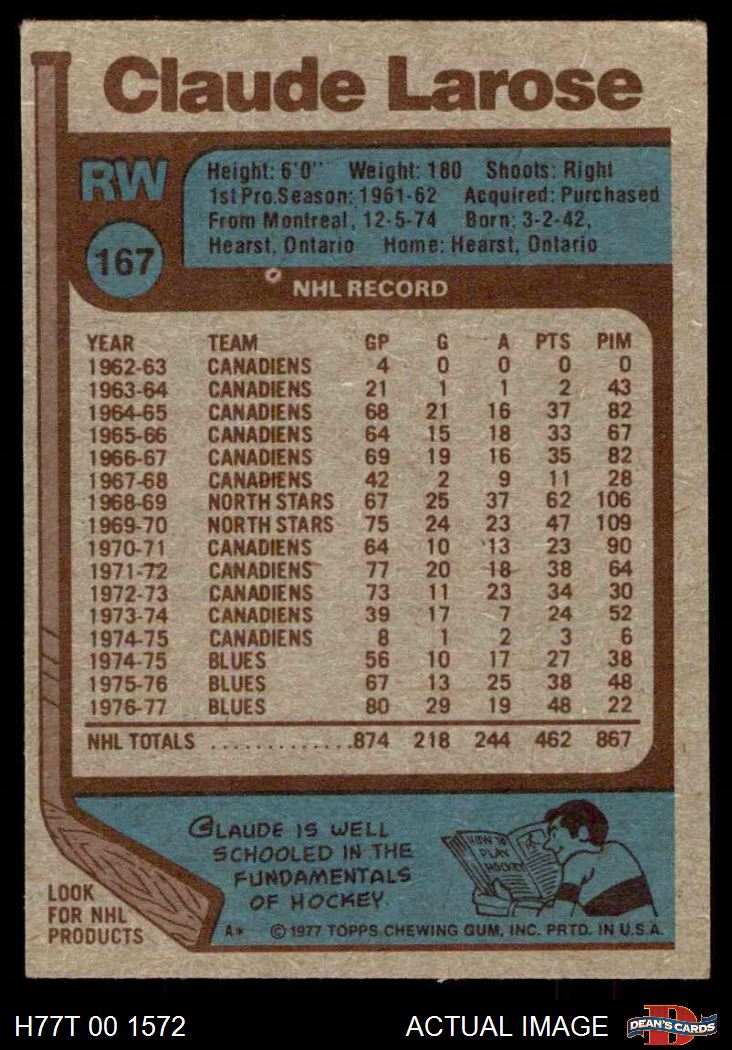 Claude Larose
RW
167
Height: 6'0" Weight: 180 Shoots: Right
1st Pro.Season: 1961-62 Acquired: Purchased
From Montreal, 12-5-74 Born: 3-2-42,
Hearst, Ontario Home: Hearst, Ontario
NHL RECORD
YEAR TEAM GP G A PTS PIM
1962-63 CANADIENS 4 0 0 0 0
1963-64 CANADIENS 21 1 1 2 43
1964-65 CANADIENS 68 21 16 37 82
1965-66 CANADIENS 64 15 18 33 67
1966-67 CANADIENS 69 19 16 35 82
1967-68 CANADIENS 42 2 9 11 28
1968-69 NORTH STARS 67 25 37 62 106
1969-70 NORTH STARS 75 24 23 47 109
1970-71 CANADIENS 64 10 13 23 90
1971-72 CANADIENS 77 20 18 38 64
1972-73 CANADIENS 73 11 23 34 30
1973-74 CANADIENS 39 17 7 24 52
1974-75 CANADIENS 8 1 2 3 6
1974-75 BLUES 56 10 17 27 38
1975-76 BLUES 67 13 25 38 48
1976-77 BLUES 80 29 19 48 22
NHL TOTALS .............874 218 244 462 867
CLAUDE IS WELL
SCHOOLED IN THE
FUNDAMENTALS
OF HOCKEY.
HOW TO
PLAY
HOCKEY
LOOK
FOR NHL
PRODUCTS
A* © 1977 TOPPS CHEWING GUM, INC. PRTD. IN U.S.A.
H77T 00 1572 ACTUAL IMAGE
D
DEAN'S CARDS